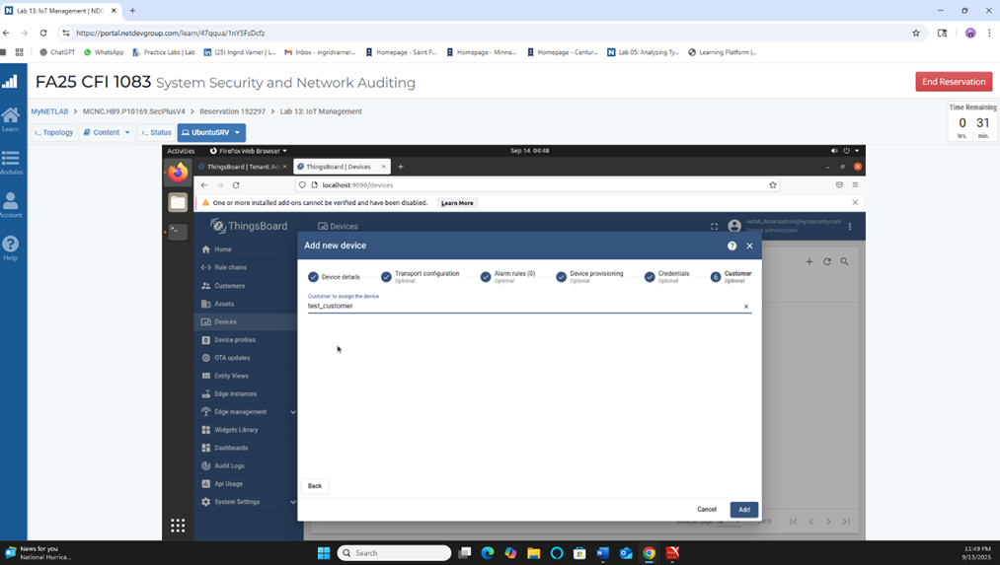 Lab 13: IoT Management | NDG
https://portal.netdevgroup.com/learn/47qqua/1nY5FsDcfz
ChatGPT WhatsApp Practice Labs | Lab (25) Ingrid Varner | L... Inbox - ingridvarner... Homepage - Saint P... Homepage - Minne... Homepage - Centur... Lab 05: Analyzing Ty... Learning Platform |...
FA25 CFI 1083 System Security and Network Auditing
End Reservation
MyNETLAB > MCNC.H89.P10169.SecPlusV4 > Reservation 152297 > Lab 13: IoT Management
Time Remaining
0 31
hrs. min.
>_ Topology Content >_ Status UbuntuSRV
Learn
Modules
Account
Help
Activities Firefox Web Browser Sep 14 04:48
ThingsBoard | Tenant Ad ThingsBoard | Devices
localhost:9090/devices
One or more installed add-ons cannot be verified and have been disabled. Learn More
ThingsBoard Devices
Tenant administrator
Home
Rule chains
Customers
Assets
Devices
Device profiles
OTA updates
Entity Views
Edge instances
Edge management
Widgets Library
Dashboards
Audit Logs
Api Usage
System Settings
Add new device
Device details
Transport configuration
Optional
Alarm rules (0)
Optional
Device provisioning
Optional
Credentials
Optional
6 Customer
Optional
Customer to assign the device
test_customer
Back
Cancel Add
News for you
National Hurrica...
Search
11:49 PM
9/13/2025